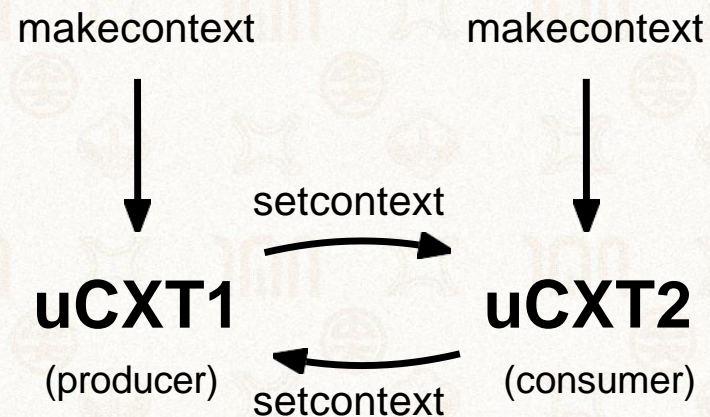 makecontext
makecontext
setcontext
uCXT1
uCXT2
(producer)
(consumer)
setcontext